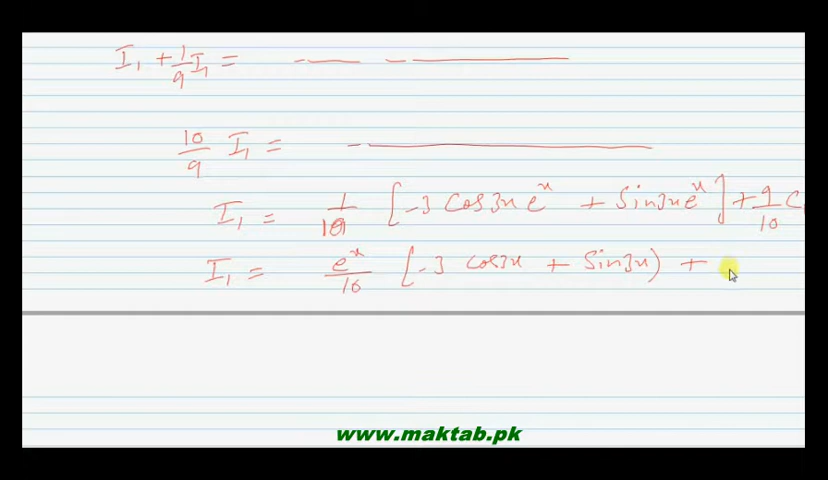 I₁ + 1/9 I₁ = — — ———
10/9 I₁ = - ————
I₁ = 1/10 [-3 Cos3x eˣ + Sin3x eˣ] + 9/10 C
I₁ = eˣ/10 [-3 cos3x + Sin3x) +
www.maktab.pk